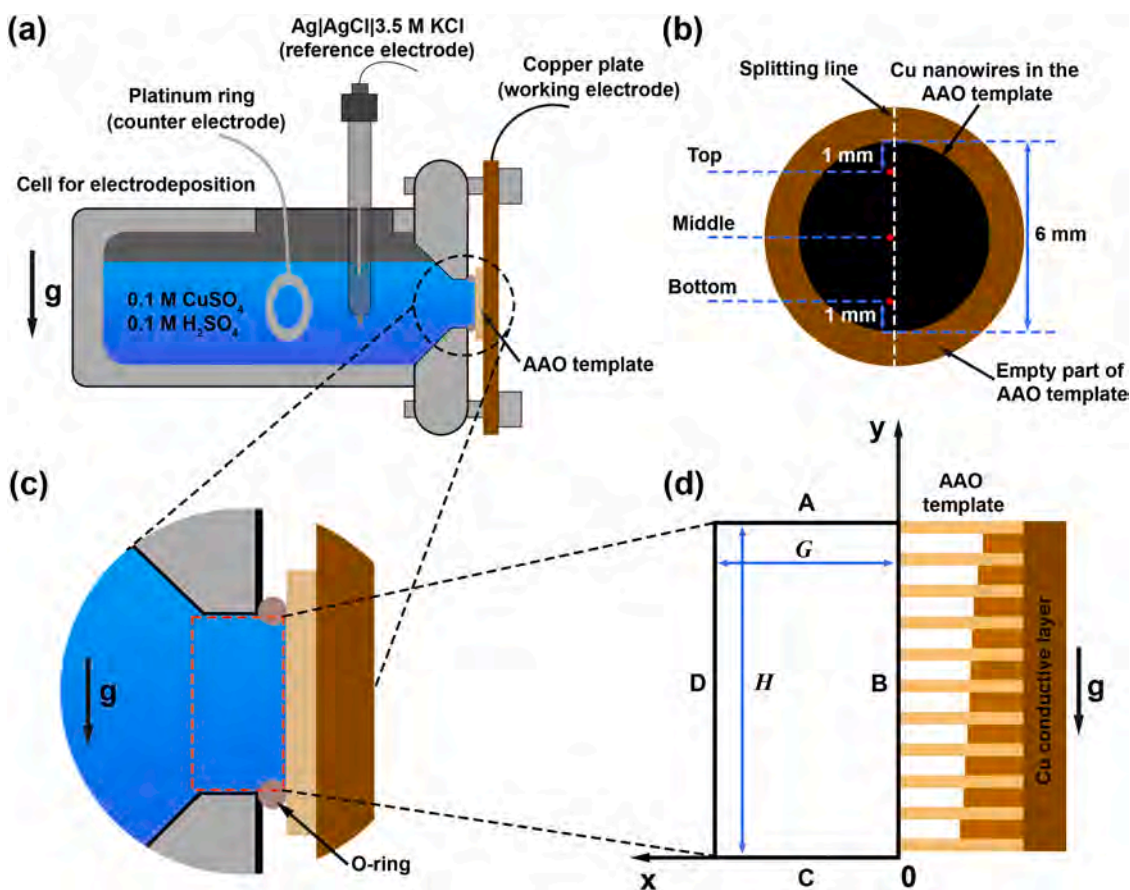 (a)
Ag|AgCl|3.5 M KCl
(reference electrode)
Platinum ring
(counter electrode)
Copper plate
(working electrode)
Cell for electrodeposition
g
0.1 M CuSO₄
0.1 M H₂SO₄
AAO template
(b)
Splitting line
Cu nanowires in the
AAO template
Top
1 mm
Middle
6 mm
Bottom
1 mm
Empty part of
AAO template
(c)
g
O-ring
(d)
y
AAO
template
A
G
D
H
B
Cu conductive layer
g
x
C
0